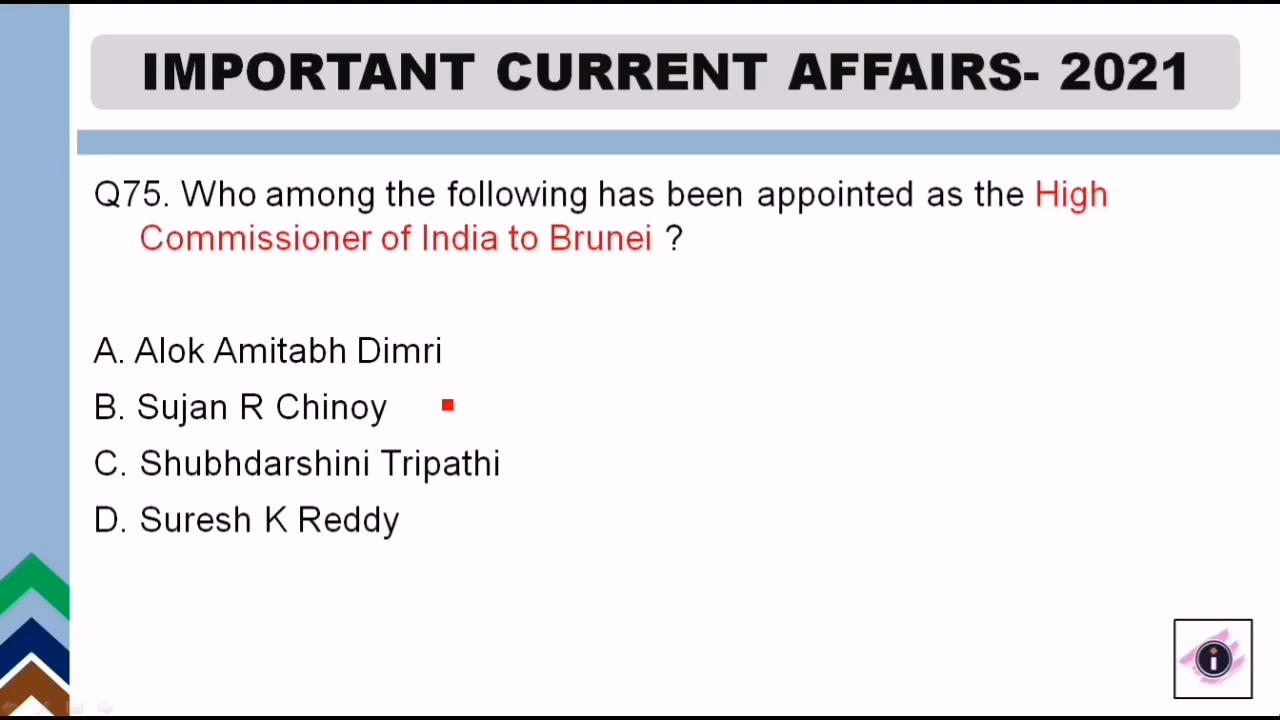 IMPORTANT CURRENT AFFAIRS- 2021
Q75. Who among the following has been appointed as the High
Commissioner of India to Brunei ?
A. Alok Amitabh Dimri
B. Sujan R Chinoy
C. Shubhdarshini Tripathi
D. Suresh K Reddy
i